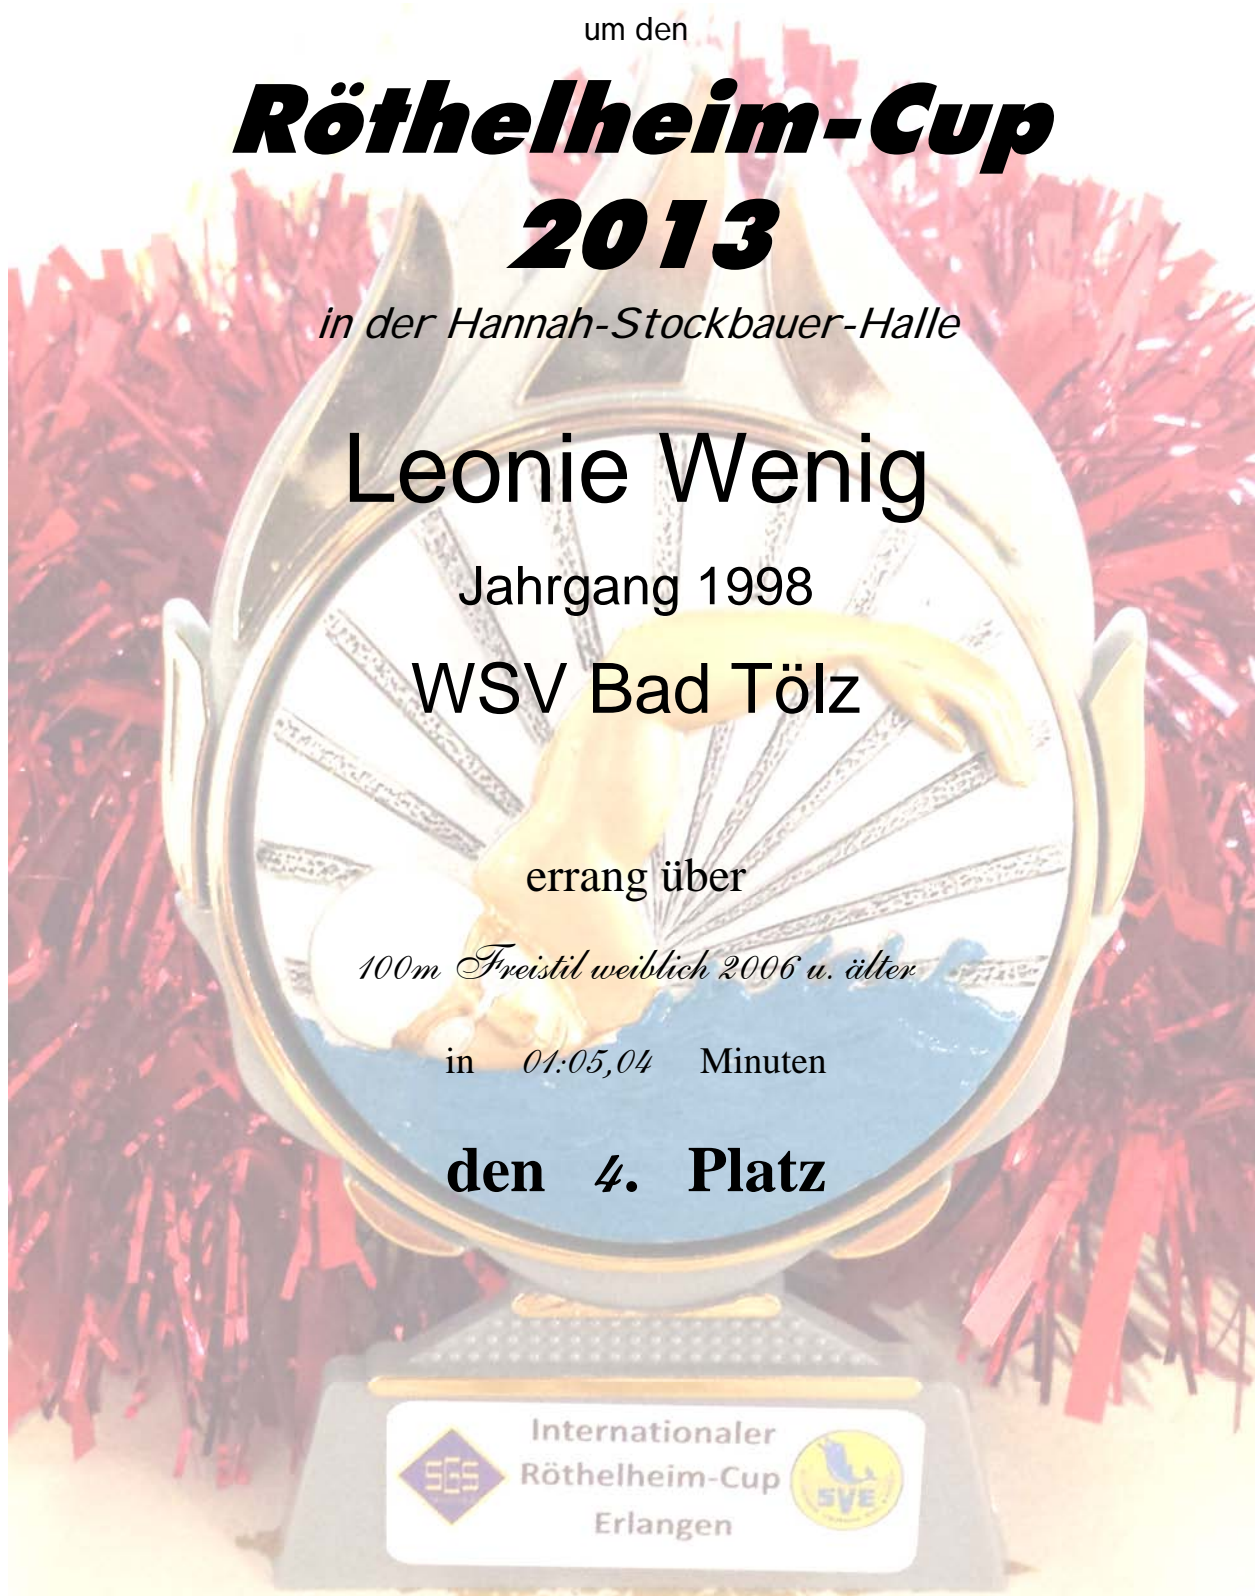 um den
Röthelheim-Cup
2013
in der Hannah-Stockbauer-Halle
Leonie Wenig
Jahrgang 1998
WSV Bad Tölz
errang über
100m Freistil weiblich 2006 u. älter
in 01:05,04 Minuten
den 4. Platz
Internationaler
SGS Röthelheim-Cup SVE
Erlangen